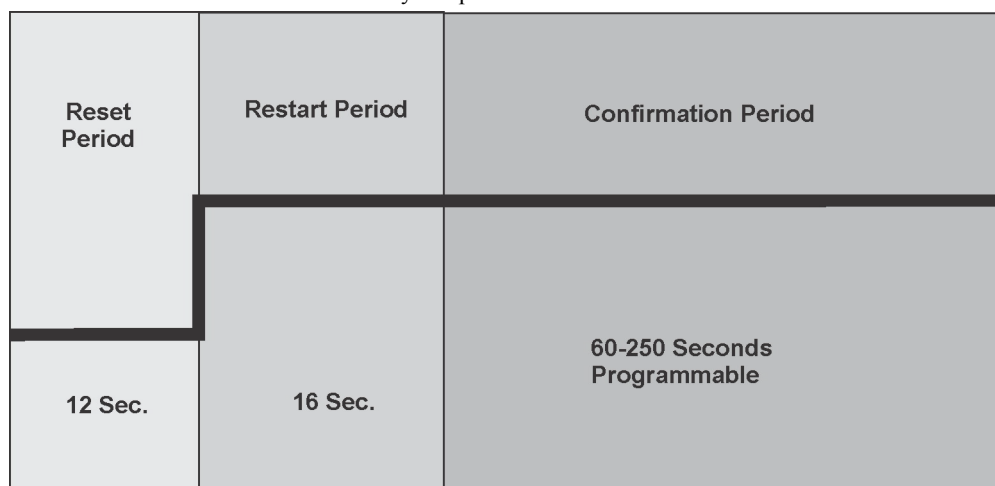 Reset
Period
Restart Period
Confirmation Period
12 Sec.
16 Sec.
60-250 Seconds
Programmable